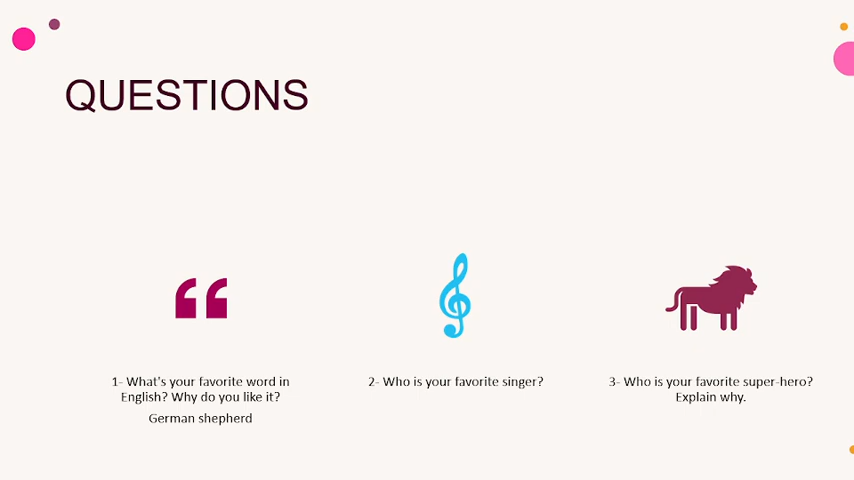 QUESTIONS
1- What's your favorite word in
English? Why do you like it?
German shepherd
2- Who is your favorite singer?
3- Who is your favorite super-hero?
Explain why.